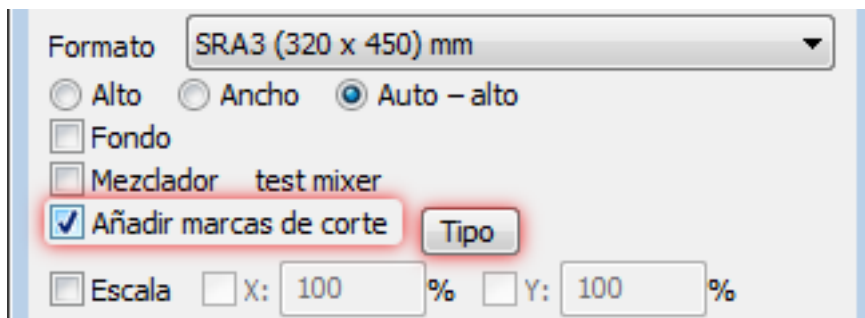 Formato SRA3 (320 x 450) mm
Alto Ancho Auto – alto
Fondo
Mezclador test mixer
Añadir marcas de corte Tipo
Escala X: 100 % Y: 100 %